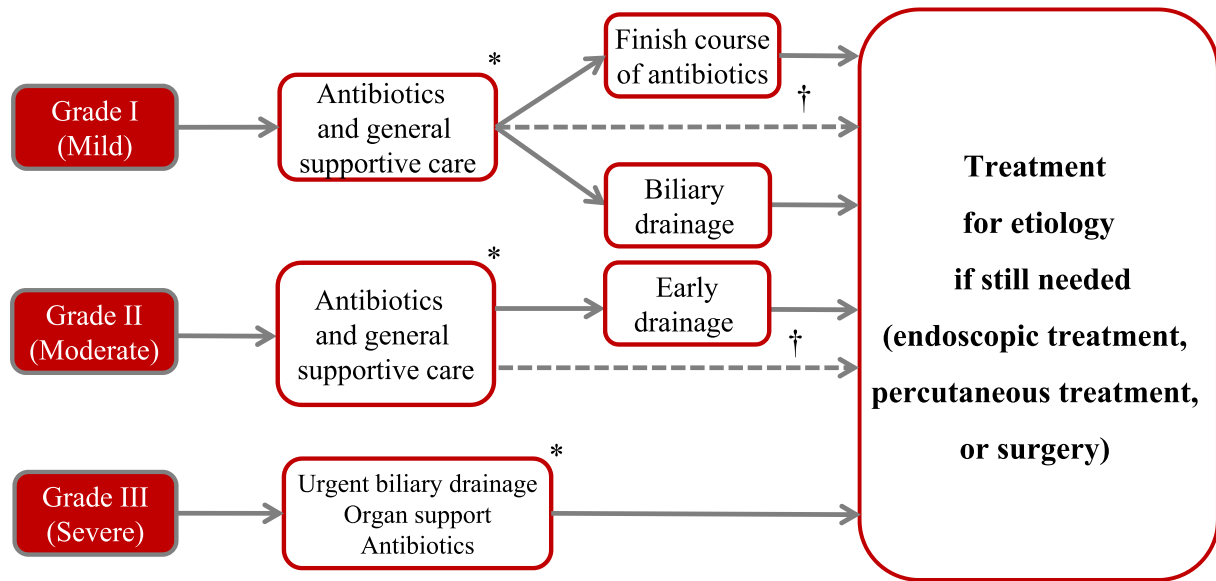 Grade I
(Mild)
Antibiotics
and general
supportive care
*
Finish course
of antibiotics
†
Biliary
drainage
Grade II
(Moderate)
Antibiotics
and general
supportive care
*
Early
drainage
†
Grade III
(Severe)
Urgent biliary drainage
Organ support
Antibiotics
*
Treatment
for etiology
if still needed
(endoscopic treatment,
percutaneous treatment,
or surgery)